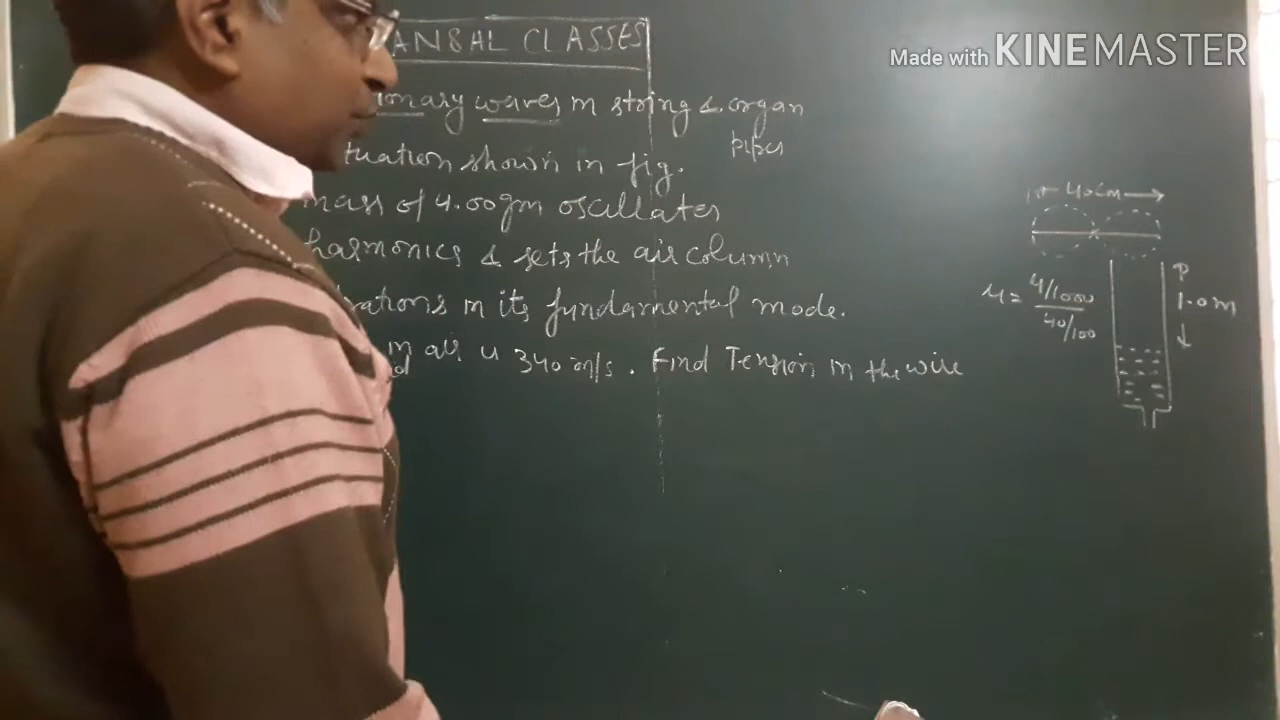 Made with KINEMASTER
ANSAL CLASSES
onary waves in string & organ
pipes
tuation shown in fig.
mass of 4.00gm oscillates
harmonics & sets the air column
rations in its fundamental mode.
in air is 340 m/s. Find Tension in the wire
40cm
μ = 4/1000
40/100
1.0m